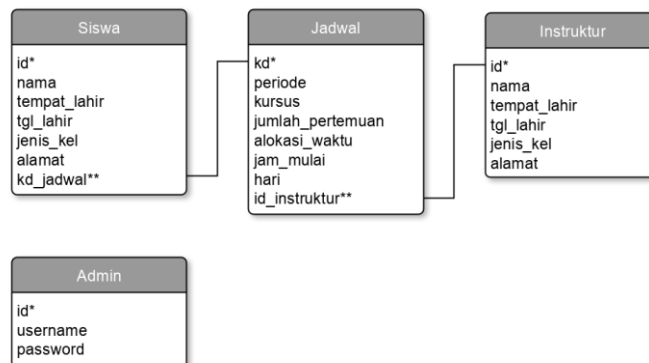 Siswa
id*
nama
tempat_lahir
tgl_lahir
jenis_kel
alamat
kd_jadwal**
Jadwal
kd*
periode
kursus
jumlah_pertemuan
alokasi_waktu
jam_mulai
hari
id_instruktur**
Instruktur
id*
nama
tempat_lahir
tgl_lahir
jenis_kel
alamat
Admin
id*
username
password